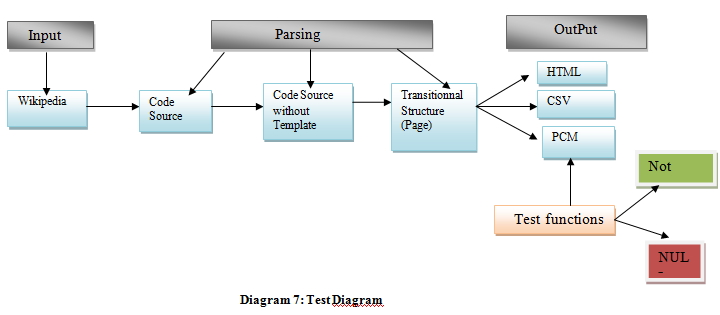 Input
Parsing
OutPut
Wikipedia
Code
Source
Code Source
without
Template
Transitionnal
Structure
(Page)
HTML
CSV
PCM
Not
Test functions
NUL
-
Diagram 7: Test Diagram